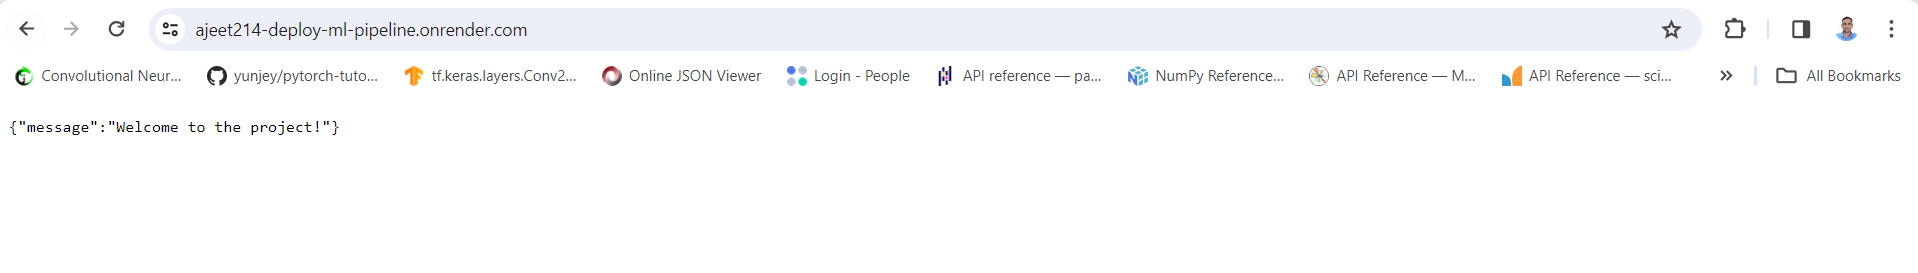 ajeet214-deploy-ml-pipeline.onrender.com
Convolutional Neur... yunjey/pytorch-tuto... tf.keras.layers.Conv2... Online JSON Viewer Login - People API reference — pa... NumPy Reference... API Reference — M... API Reference — sci... » All Bookmarks
{"message":"Welcome to the project!"}